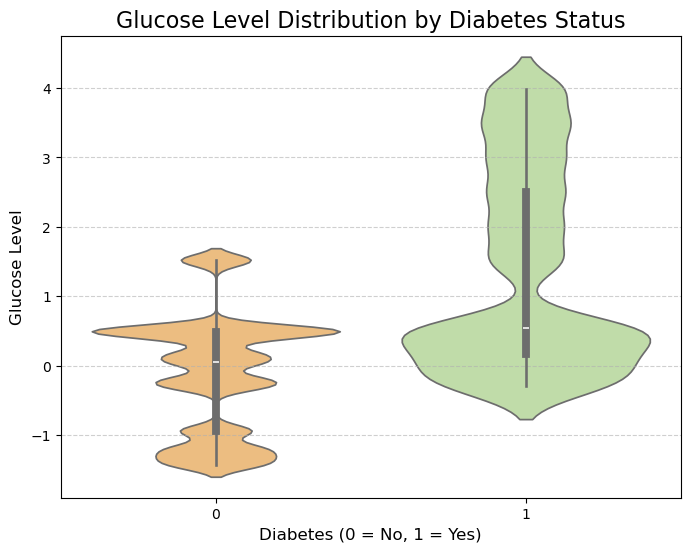 Glucose Level Distribution by Diabetes Status
Glucose Level
4
3
2
1
0
−1
0
1
Diabetes (0 = No, 1 = Yes)